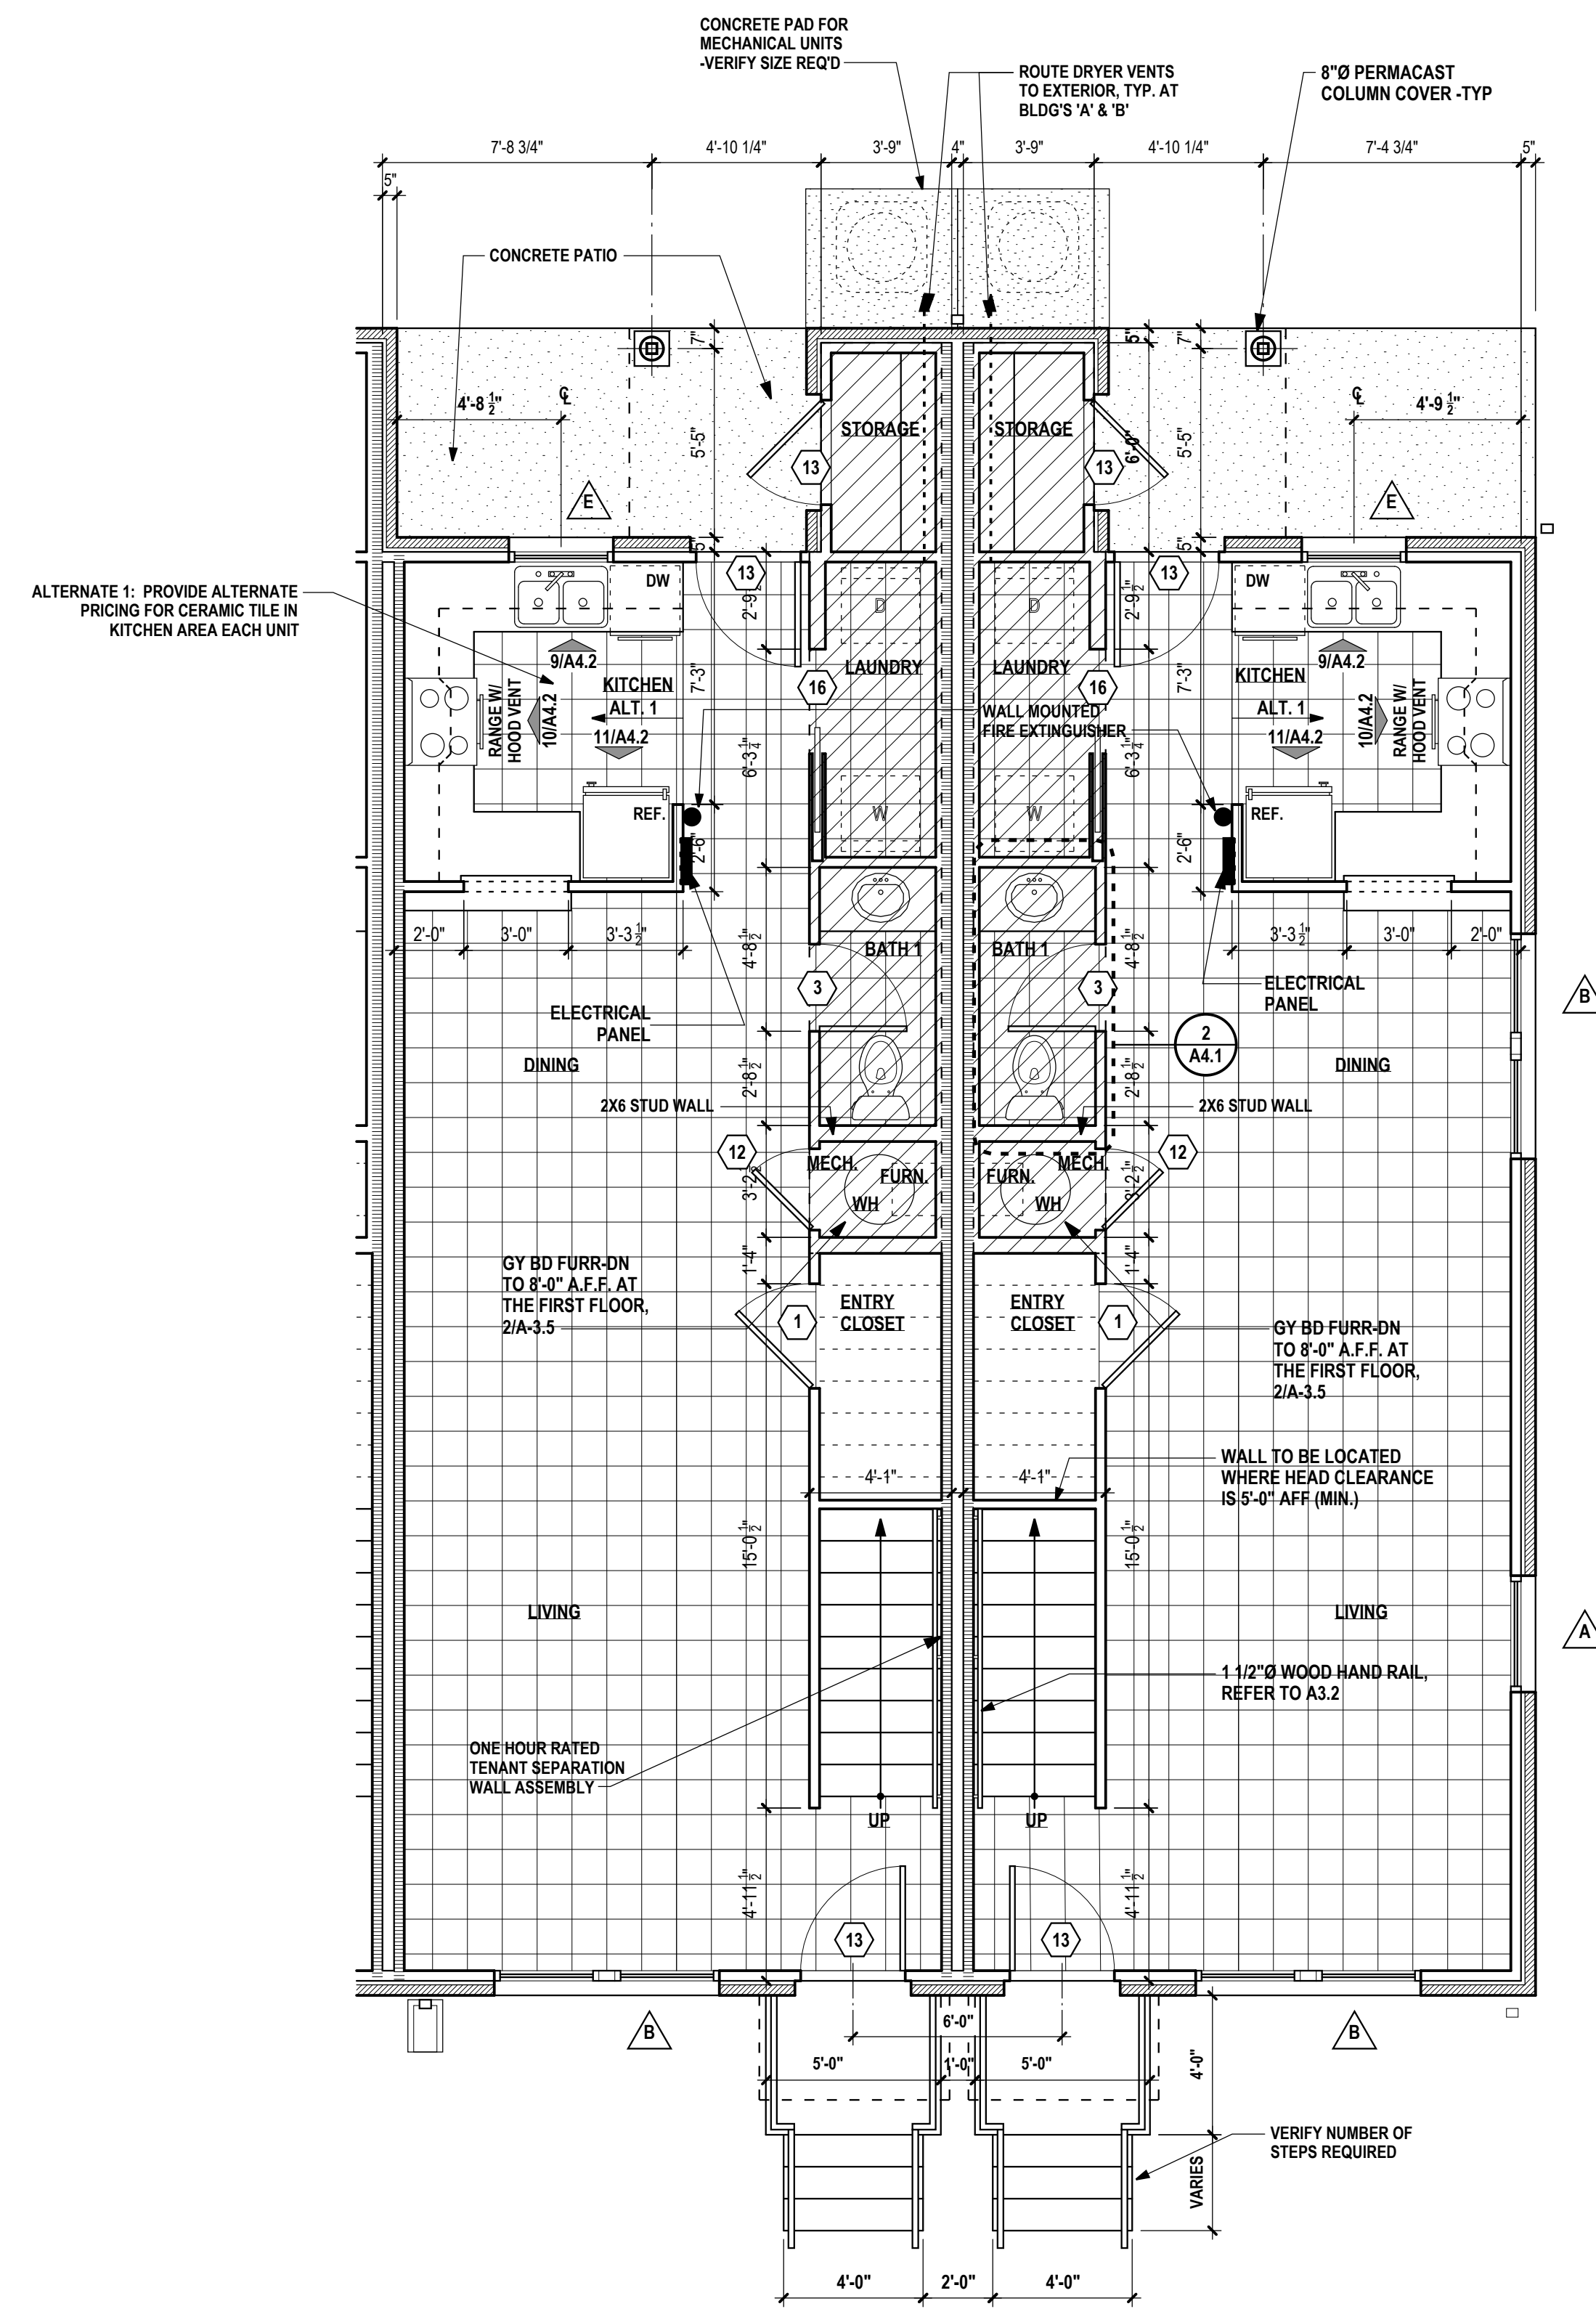 CONCRETE PAD FOR
MECHANICAL UNITS
-VERIFY SIZE REQ'D
ROUTE DRYER VENTS
TO EXTERIOR, TYP. AT
BLDG'S 'A' & 'B'
8"Ø PERMACAST
COLUMN COVER -TYP
7'-8 3/4"
4'-10 1/4"
3'-9"
4"
3'-9"
4'-10 1/4"
7'-4 3/4"
5"
5"
CONCRETE PATIO
7"
5"
7"
4'-8 1/2"
℄
℄
4'-9 1/2"
5'-5"
STORAGE
STORAGE
6'-0"
5'-5"
13
13
E
E
5"
5"
ALTERNATE 1: PROVIDE ALTERNATE
PRICING FOR CERAMIC TILE IN
KITCHEN AREA EACH UNIT
DW
13
13
DW
2'-9 1/2"
D
D
2'-9 1/2"
9/A4.2
9/A4.2
LAUNDRY
LAUNDRY
KITCHEN
KITCHEN
7'-3"
16
16
7'-3"
RANGE W/
HOOD VENT
10/A4.2
ALT. 1
11/A4.2
WALL MOUNTED
FIRE EXTINGUISHER
ALT. 1
11/A4.2
10/A4.2
RANGE W/
HOOD VENT
6'-3 1/4"
6'-3 1/4"
REF.
W
W
REF.
2'-6"
2'-6"
2'-0"
3'-0"
3'-3 1/2"
4'-8 1/2"
BATH 1
BATH 1
4'-8 1/2"
3'-3 1/2"
3'-0"
2'-0"
3
3
ELECTRICAL
PANEL
ELECTRICAL
PANEL
B
2
A4.1
DINING
DINING
2'-8 1/2"
2'-8 1/2"
2X6 STUD WALL
2X6 STUD WALL
12
12
MECH.
MECH.
3'-2 1/2"
FURN.
FURN.
3'-2 1/2"
WH
WH
GY BD FURR-DN
TO 8'-0" A.F.F. AT
THE FIRST FLOOR,
2/A-3.5
1'-4"
1'-4"
ENTRY
CLOSET
ENTRY
CLOSET
1
1
GY BD FURR-DN
TO 8'-0" A.F.F. AT
THE FIRST FLOOR,
2/A-3.5
WALL TO BE LOCATED
WHERE HEAD CLEARANCE
IS 5'-0" AFF (MIN.)
4'-1"
4'-1"
15'-0 1/2"
15'-0 1/2"
LIVING
LIVING
A
1 1/2"Ø WOOD HAND RAIL,
REFER TO A3.2
ONE HOUR RATED
TENANT SEPARATION
WALL ASSEMBLY
UP
UP
4'-11 1/2"
4'-11 1/2"
13
13
B
B
6'-0"
5'-0"
1'-0"
5'-0"
4'-0"
VERIFY NUMBER OF
STEPS REQUIRED
VARIES
4'-0"
2'-0"
4'-0"